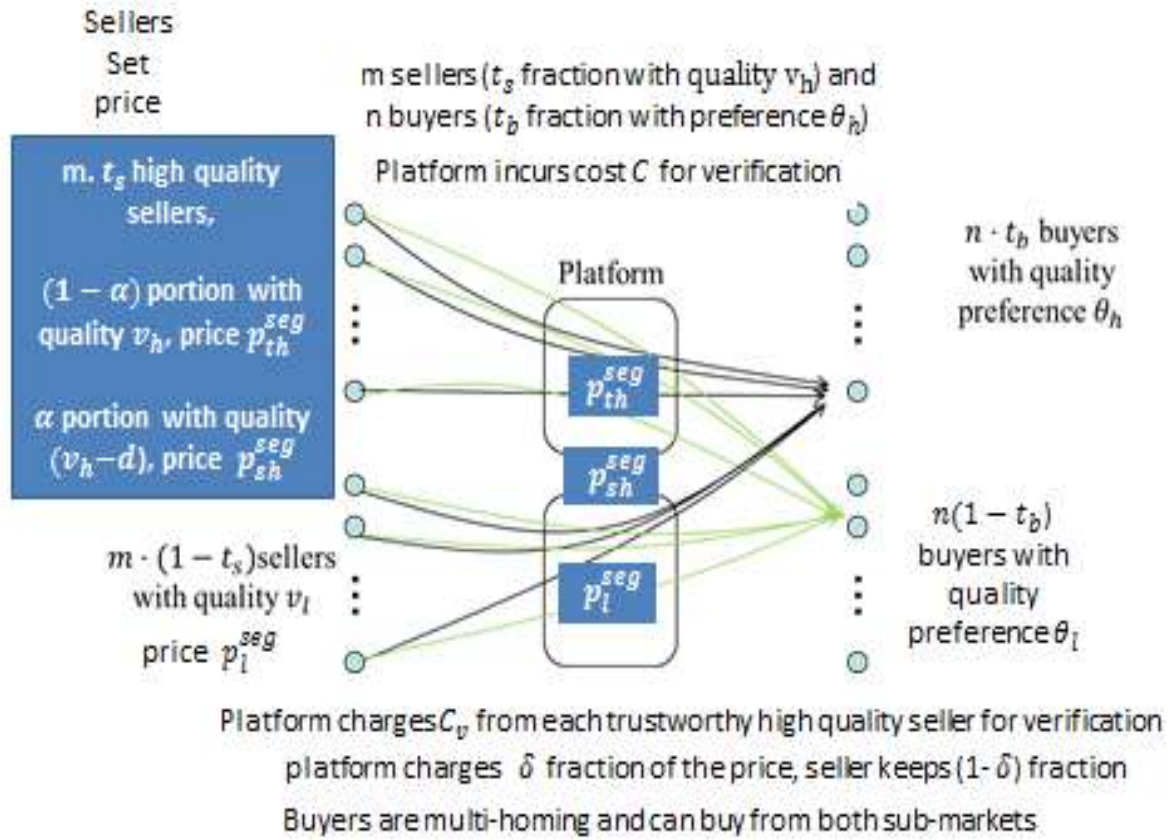 Sellers
Set
price
m sellers (t_s fraction with quality v_h) and
n buyers (t_b fraction with preference θ_h)
Platform incurs cost C for verification
m. t_s high quality
sellers,
(1 − α) portion with
quality v_h, price p_th^seg
α portion with quality
(v_h−d), price p_sh^seg
m · (1 − t_s)sellers
with quality v_l
price p_l^seg
Platform
p_th^seg
p_sh^seg
p_l^seg
n · t_b buyers
with quality
preference θ_h
n(1 − t_b)
buyers with
quality
preference θ_l
Platform charges C_v from each trustworthy high quality seller for verification
platform charges δ fraction of the price, seller keeps (1- δ) fraction
Buyers are multi-homing and can buy from both sub-markets